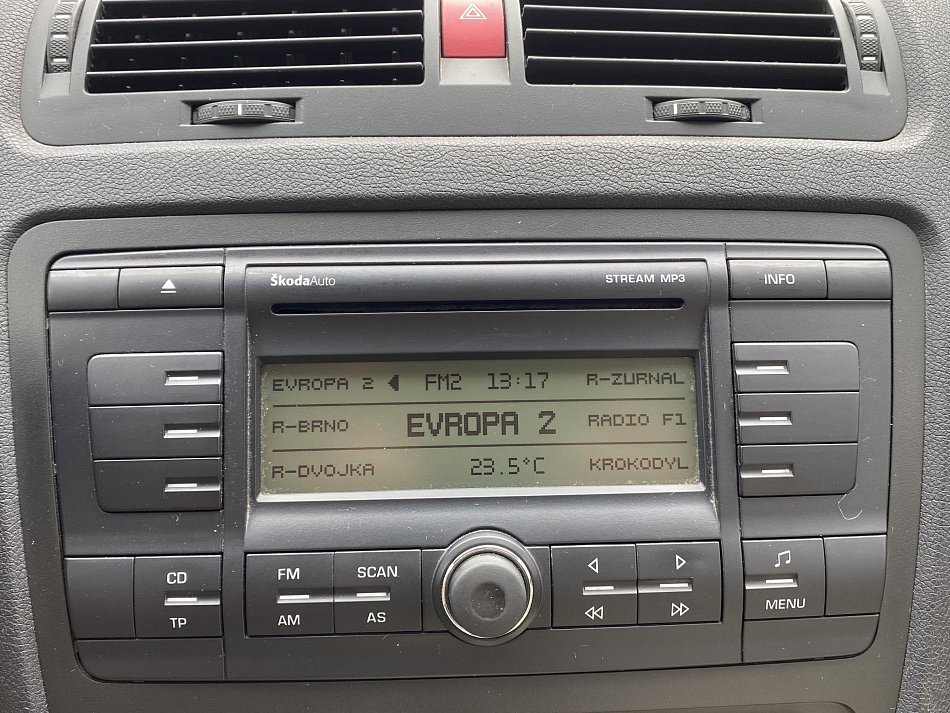 ŠkodaAuto STREAM MP3 INFO
EVROPA 2 FM2 13:17 R-ZURNAL
R-BRNO EVROPA 2 RADIO F1
R-DVOJKA 23.5°C KROKODYL
CD FM SCAN
TP AM AS MENU